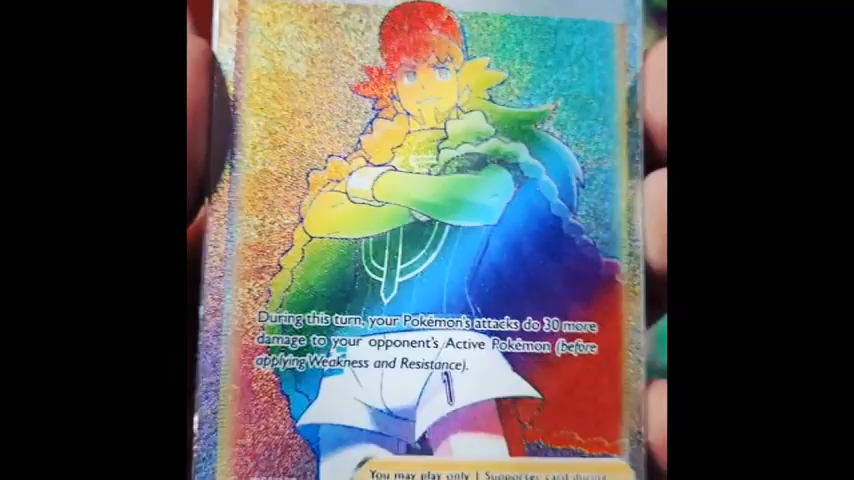 During this turn, your Pokémon's attacks do 30 more
damage to your opponent's Active Pokémon (before
applying Weakness and Resistance).
1
You may play only 1 Supporter card during